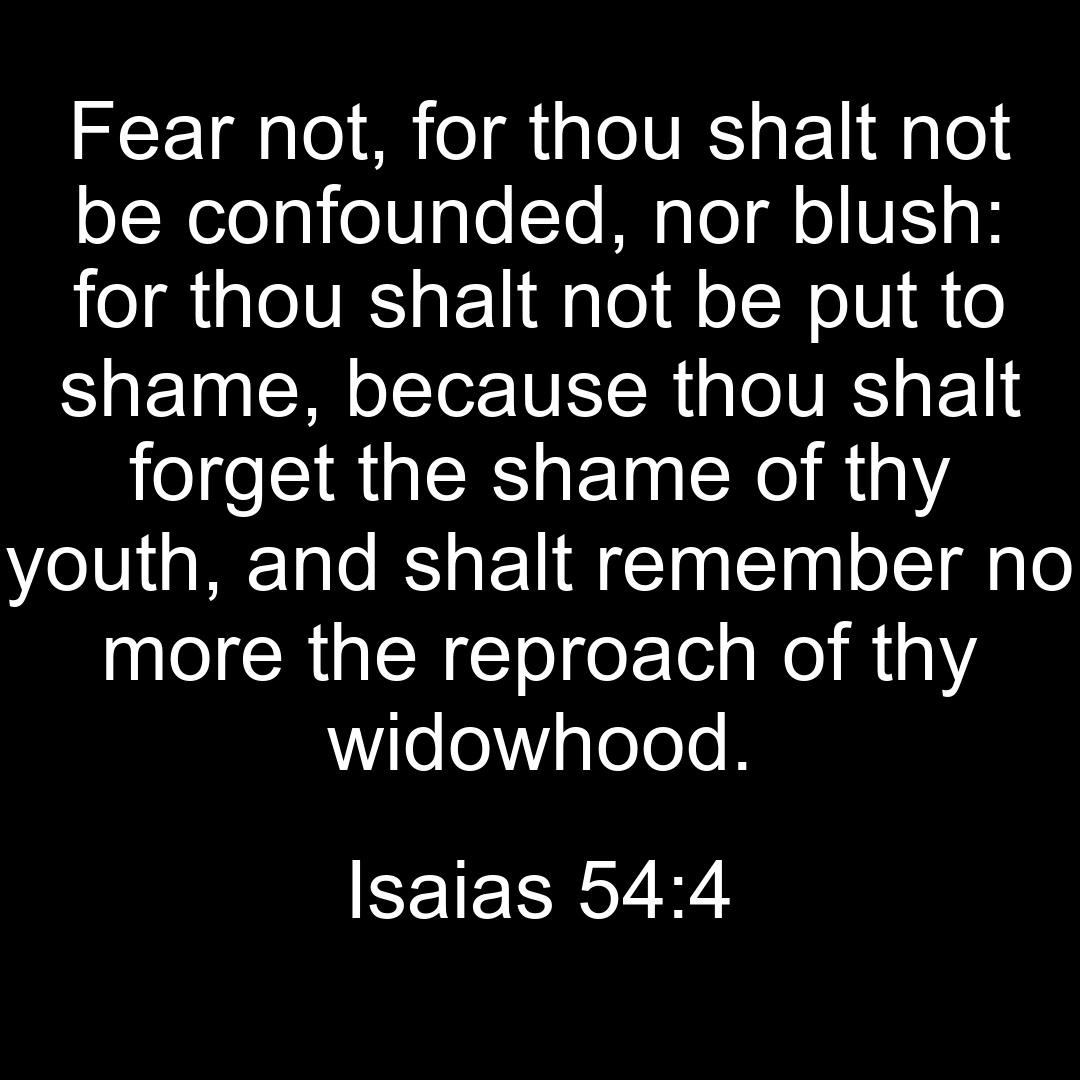 Fear not, for thou shalt not
be confounded, nor blush:
for thou shalt not be put to
shame, because thou shalt
forget the shame of thy
youth, and shalt remember no
more the reproach of thy
widowhood.
Isaias 54:4